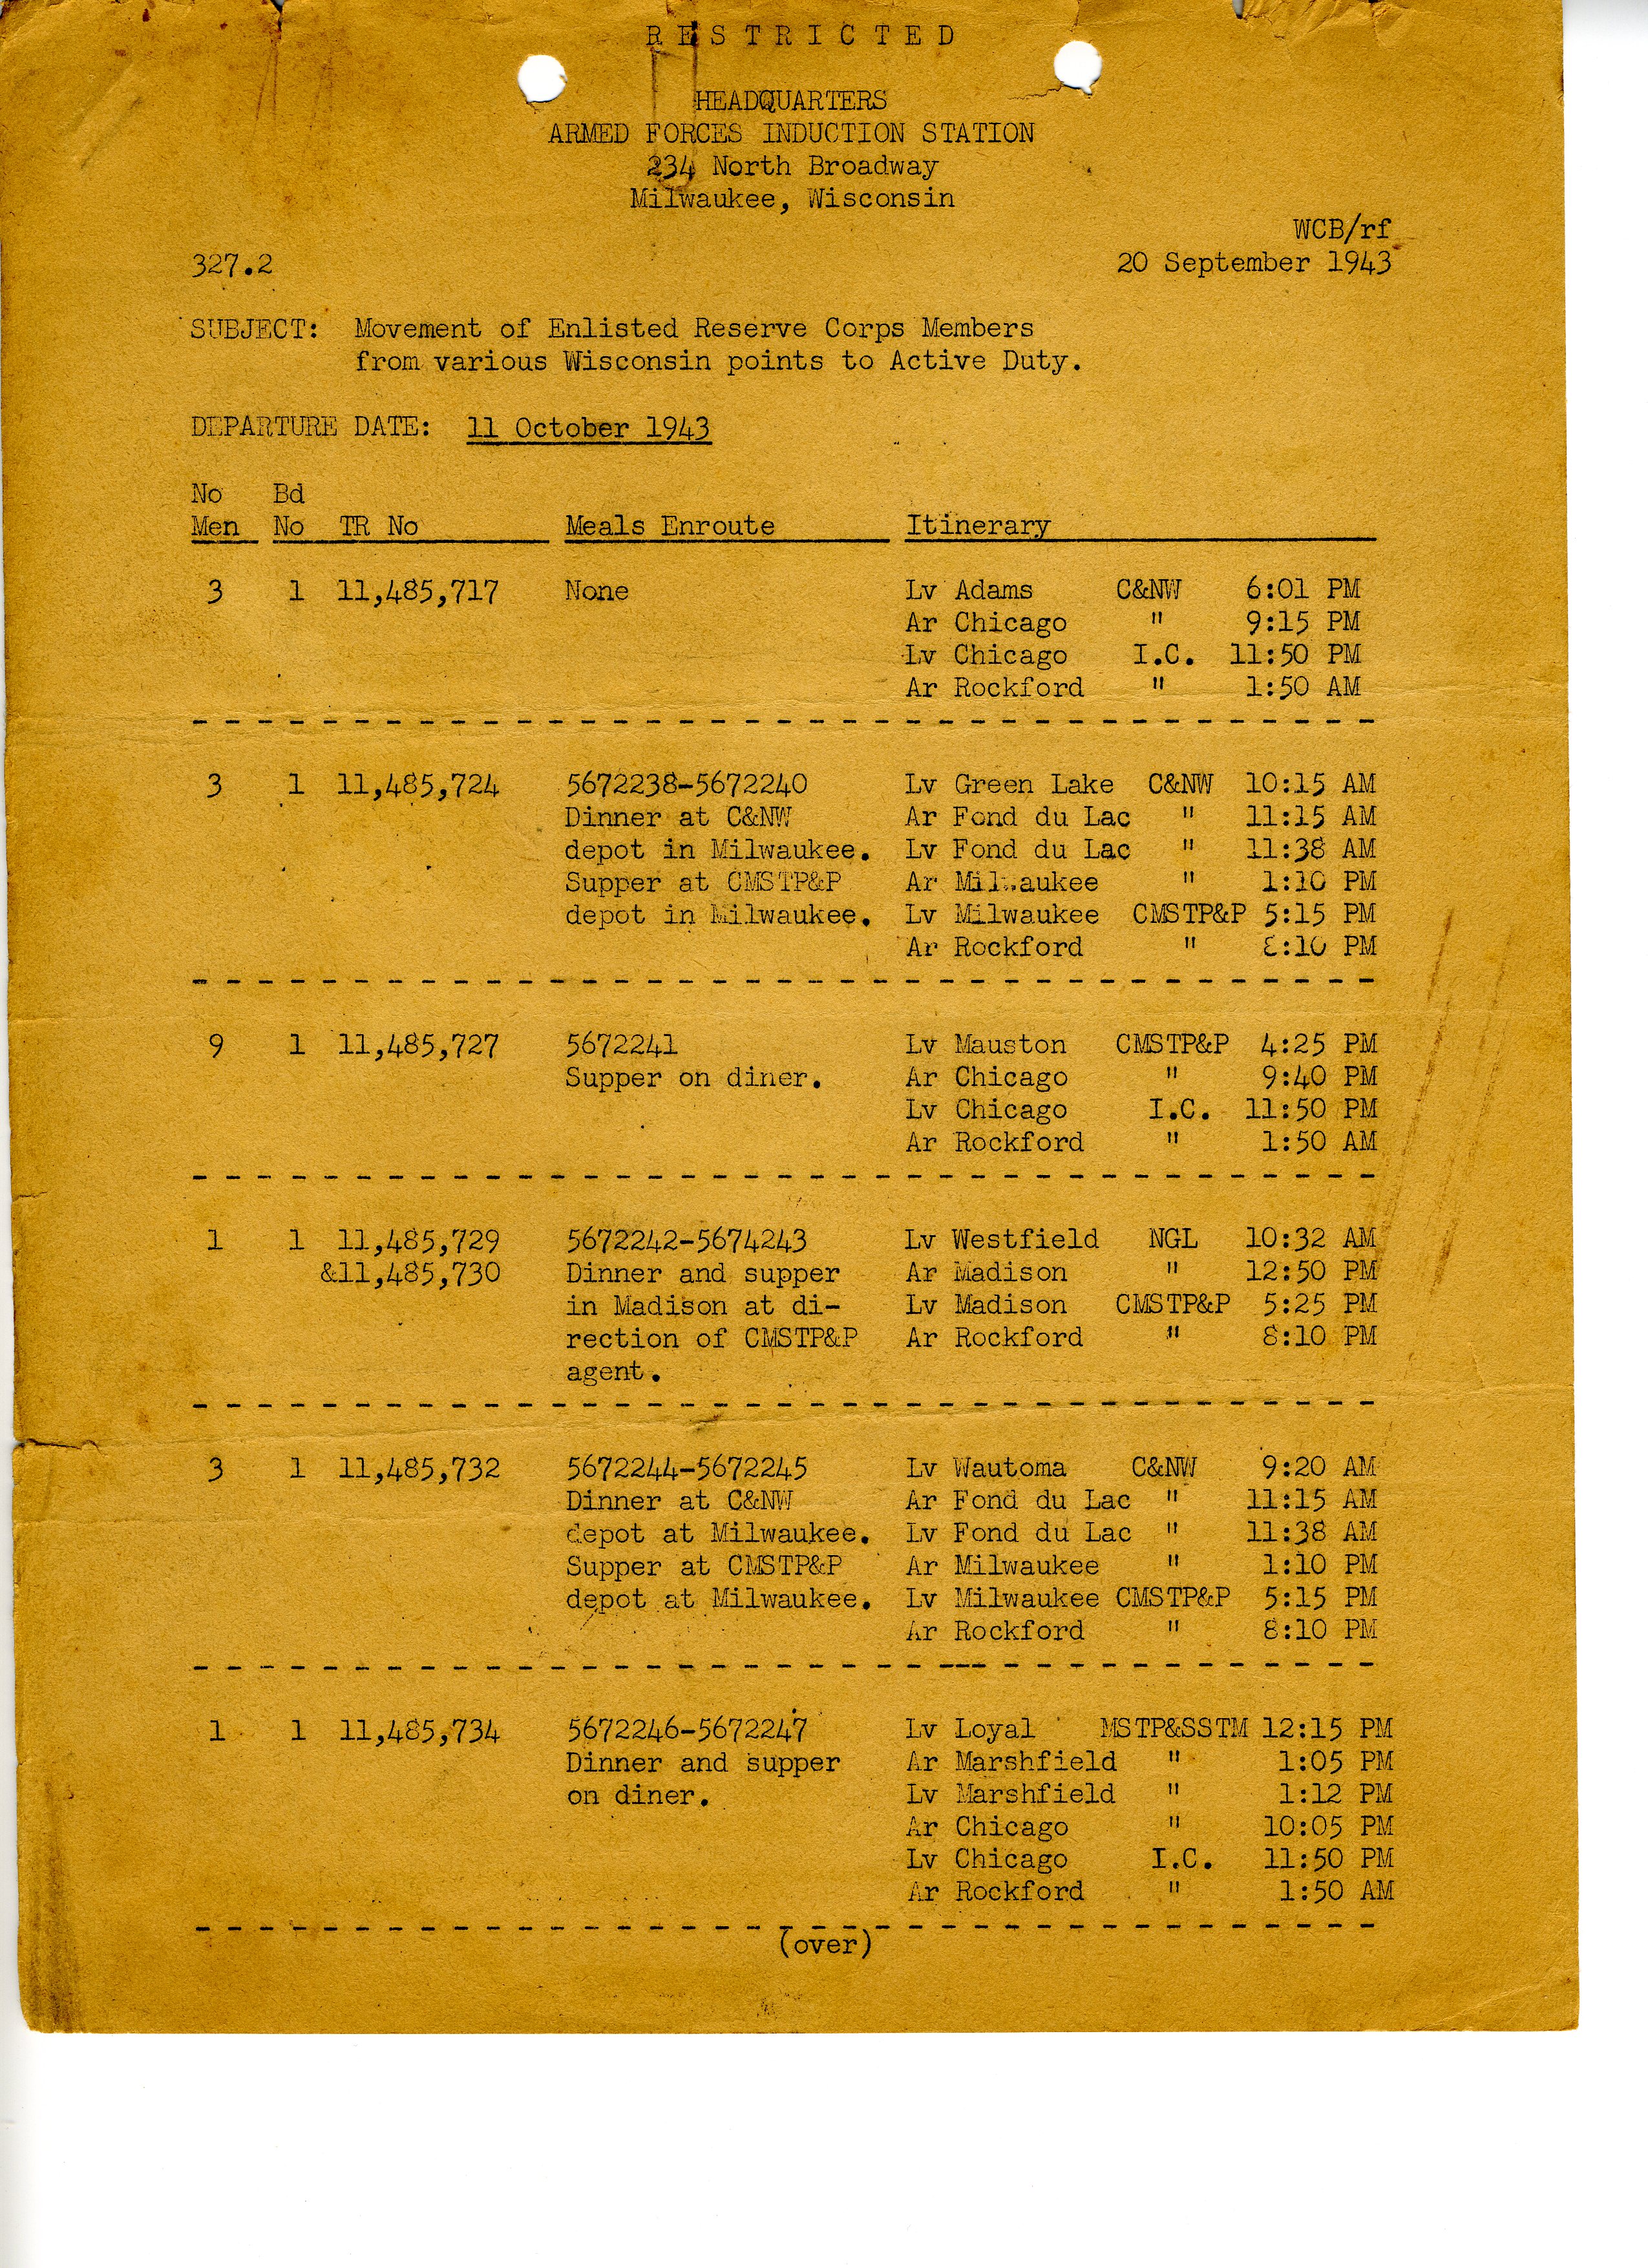 RESTRICTED
HEADQUARTERS
ARMED FORCES INDUCTION STATION
234 North Broadway
Milwaukee, Wisconsin
WCB/rf
327.2 20 September 1943
SUBJECT: Movement of Enlisted Reserve Corps Members
from various Wisconsin points to Active Duty.
DEPARTURE DATE: 11 October 1943
No Bd
Men No TR No Meals Enroute Itinerary
3 1 11,485,717 None Lv Adams C&NW 6:01 PM
Ar Chicago " 9:15 PM
Lv Chicago I.C. 11:50 PM
Ar Rockford " 1:50 AM
3 1 11,485,724 5672238-5672240 Lv Green Lake C&NW 10:15 AM
Dinner at C&NW Ar Fond du Lac " 11:15 AM
depot in Milwaukee. Lv Fond du Lac " 11:38 AM
Supper at CMSTP&P Ar Milwaukee " 1:10 PM
depot in Milwaukee. Lv Milwaukee CMSTP&P 5:15 PM
Ar Rockford " 8:10 PM
9 1 11,485,727 5672241 Lv Mauston CMSTP&P 4:25 PM
Supper on diner. Ar Chicago " 9:40 PM
Lv Chicago I.C. 11:50 PM
Ar Rockford " 1:50 AM
1 1 11,485,729 5672242-5674243 Lv Westfield NGL 10:32 AM
&11,485,730 Dinner and supper Ar Madison " 12:50 PM
in Madison at di- Lv Madison CMSTP&P 5:25 PM
rection of CMSTP&P Ar Rockford " 8:10 PM
agent.
3 1 11,485,732 5672244-5672245 Lv Wautoma C&NW 9:20 AM
Dinner at C&NW Ar Fond du Lac " 11:15 AM
depot at Milwaukee. Lv Fond du Lac " 11:38 AM
Supper at CMSTP&P Ar Milwaukee " 1:10 PM
depot at Milwaukee. Lv Milwaukee CMSTP&P 5:15 PM
Ar Rockford " 8:10 PM
1 1 11,485,734 5672246-5672247 Lv Loyal MSTP&SSTM 12:15 PM
Dinner and supper Ar Marshfield " 1:05 PM
on diner. Lv Marshfield " 1:12 PM
Ar Chicago " 10:05 PM
Lv Chicago I.C. 11:50 PM
Ar Rockford " 1:50 AM
(over)